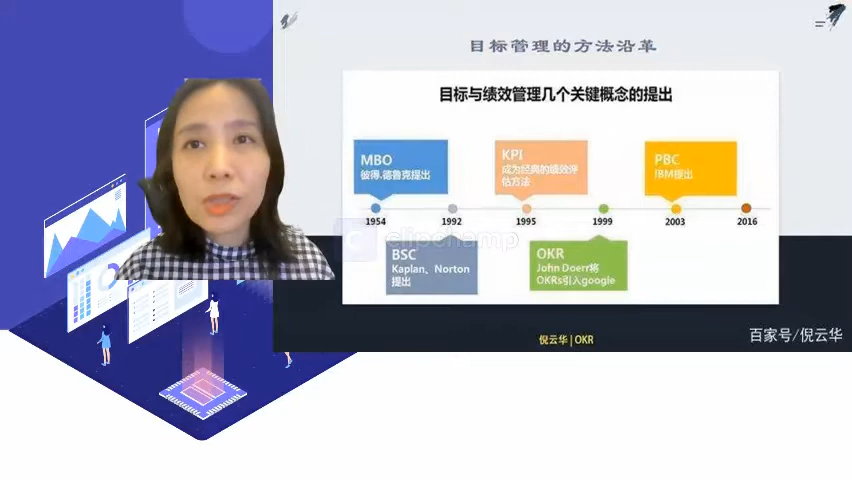 目标管理的方法沿革
目标与绩效管理几个关键概念的提出
MBO
彼得.德鲁克提出
KPI
成为经典的绩效评
估方法
PBC
IBM提出
1954
1992
1995
1999
2003
2016
BSC
Kaplan、Norton
提出
OKR
John Doerr将
OKRs引入google
clipchamp
倪云华 | OKR
百家号/倪云华